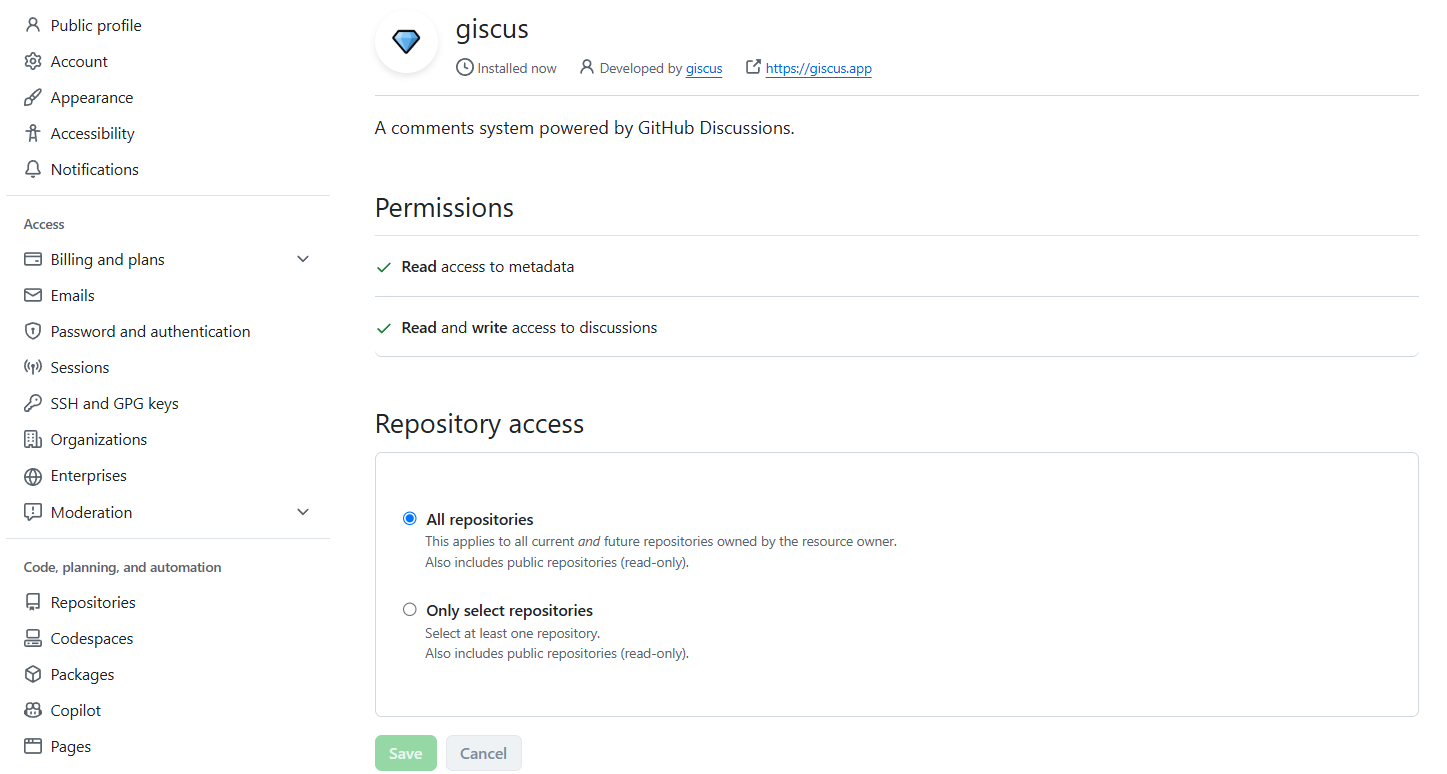 Public profile
Account
Appearance
Accessibility
Notifications
Access
Billing and plans
Emails
Password and authentication
Sessions
SSH and GPG keys
Organizations
Enterprises
Moderation
Code, planning, and automation
Repositories
Codespaces
Packages
Copilot
Pages
giscus
Installed now Developed by giscus https://giscus.app
A comments system powered by GitHub Discussions.
Permissions
Read access to metadata
Read and write access to discussions
Repository access
All repositories
This applies to all current and future repositories owned by the resource owner.
Also includes public repositories (read-only).
Only select repositories
Select at least one repository.
Also includes public repositories (read-only).
Save Cancel